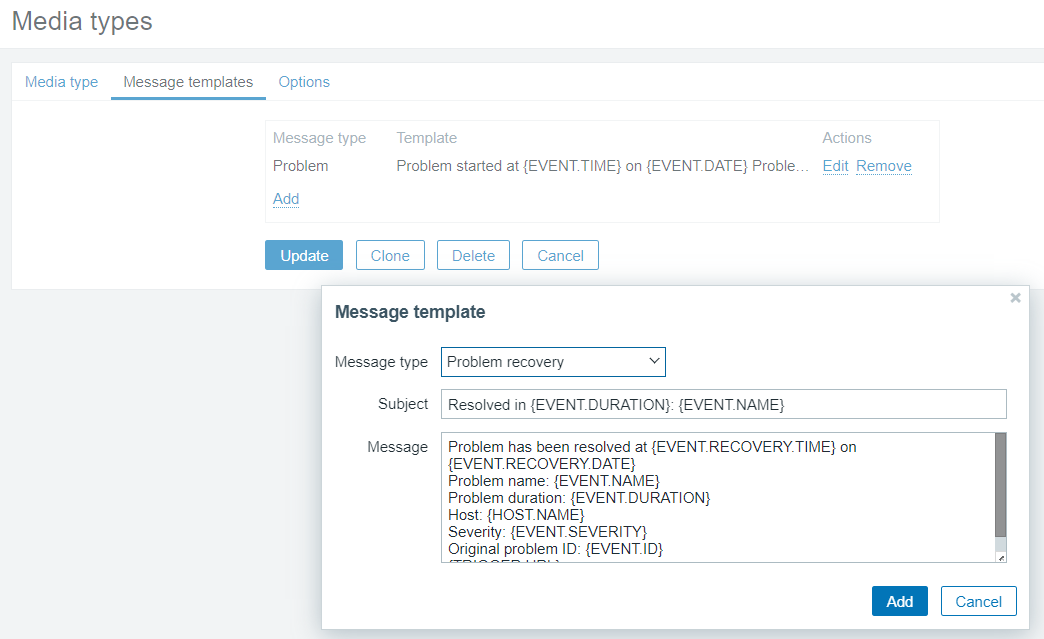 Media types
Media type Message templates Options
Message type Template Actions
Problem Problem started at {EVENT.TIME} on {EVENT.DATE} Proble... Edit Remove
Add
Update Clone Delete Cancel
Message template
Message type Problem recovery
Subject Resolved in {EVENT.DURATION}: {EVENT.NAME}
Message Problem has been resolved at {EVENT.RECOVERY.TIME} on
{EVENT.RECOVERY.DATE}
Problem name: {EVENT.NAME}
Problem duration: {EVENT.DURATION}
Host: {HOST.NAME}
Severity: {EVENT.SEVERITY}
Original problem ID: {EVENT.ID}
{TRIGGER.URL}
Add Cancel